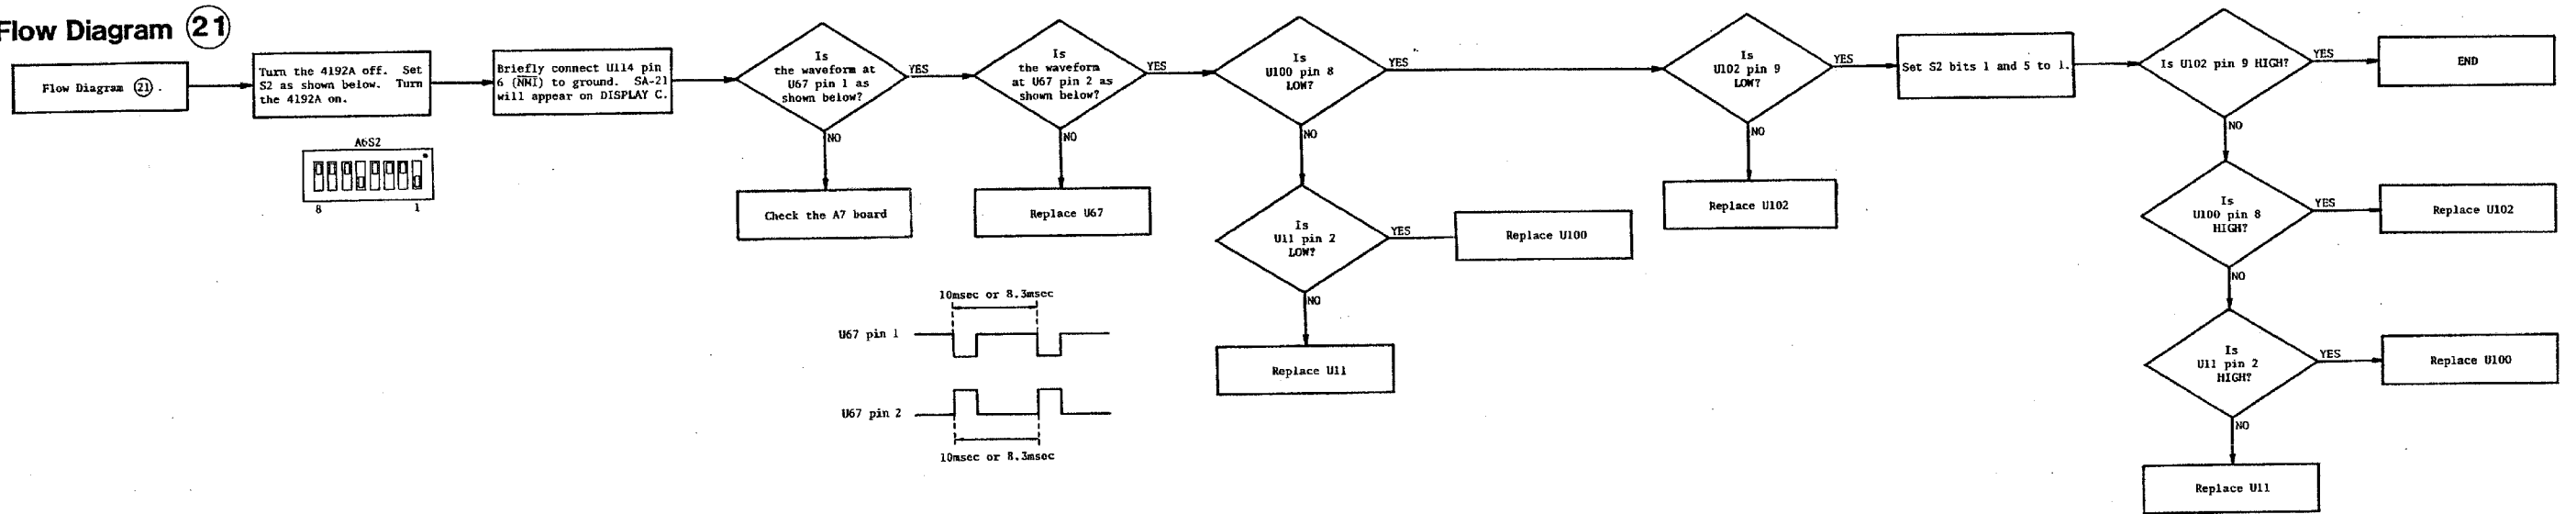 Flow Diagram 21
Flow Diagram 21 .
Turn the 4192A off. Set
S2 as shown below. Turn
the 4192A on.
A6S2
8 1
Briefly connect U114 pin
6 (NMI) to ground. SA-21
will appear on DISPLAY C.
Is
the waveform at
U67 pin 1 as
shown below?
YES
NO
Check the A7 board
Is
the waveform
at U67 pin 2 as
shown below?
YES
NO
Replace U67
10msec or 8.3msec
U67 pin 1
U67 pin 2
10msec or 8.3msec
Is
U100 pin 8
LOW?
YES
NO
Is
U11 pin 2
LOW?
YES
Replace U100
NO
Replace U11
Is
U102 pin 9
LOW?
YES
NO
Replace U102
Set S2 bits 1 and 5 to 1.
Is U102 pin 9 HIGH?
YES
END
NO
Is
U100 pin 8
HIGH?
YES
Replace U102
NO
Is
U11 pin 2
HIGH?
YES
Replace U100
NO
Replace U11